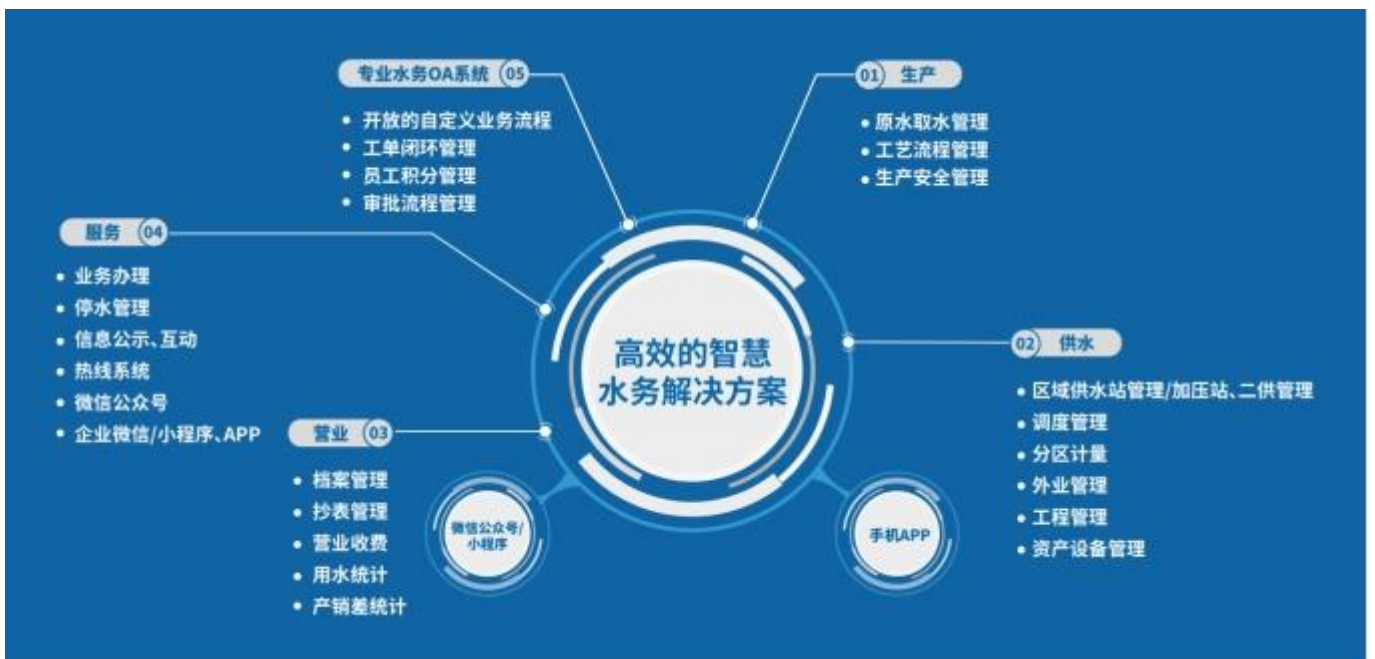 专业水务OA系统 05
开放的自定义业务流程
工单闭环管理
员工积分管理
审批流程管理
01 生产
原水取水管理
工艺流程管理
生产安全管理
服务 04
业务办理
停水管理
信息公示、互动
热线系统
微信公众号
企业微信/小程序、APP
高效的智慧
水务解决方案
02 供水
区域供水站管理/加压站、二供管理
调度管理
分区计量
外业管理
工程管理
资产设备管理
营业 03
档案管理
抄表管理
营业收费
用水统计
产销差统计
微信公众号/
小程序
手机APP